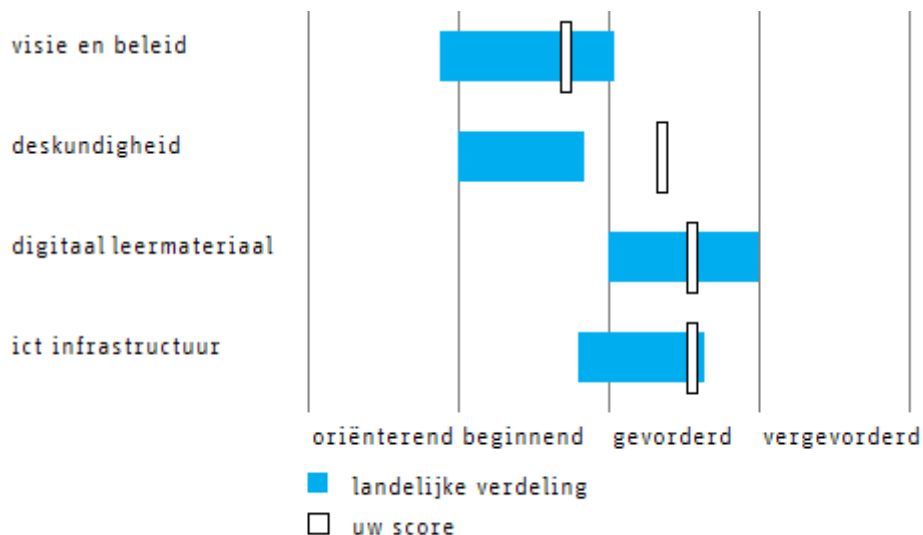 visie en beleid
deskundigheid
digitaal leermateriaal
ict infrastructuur
oriënterend beginnend gevorderd vergevorderd
landelijke verdeling
uw score